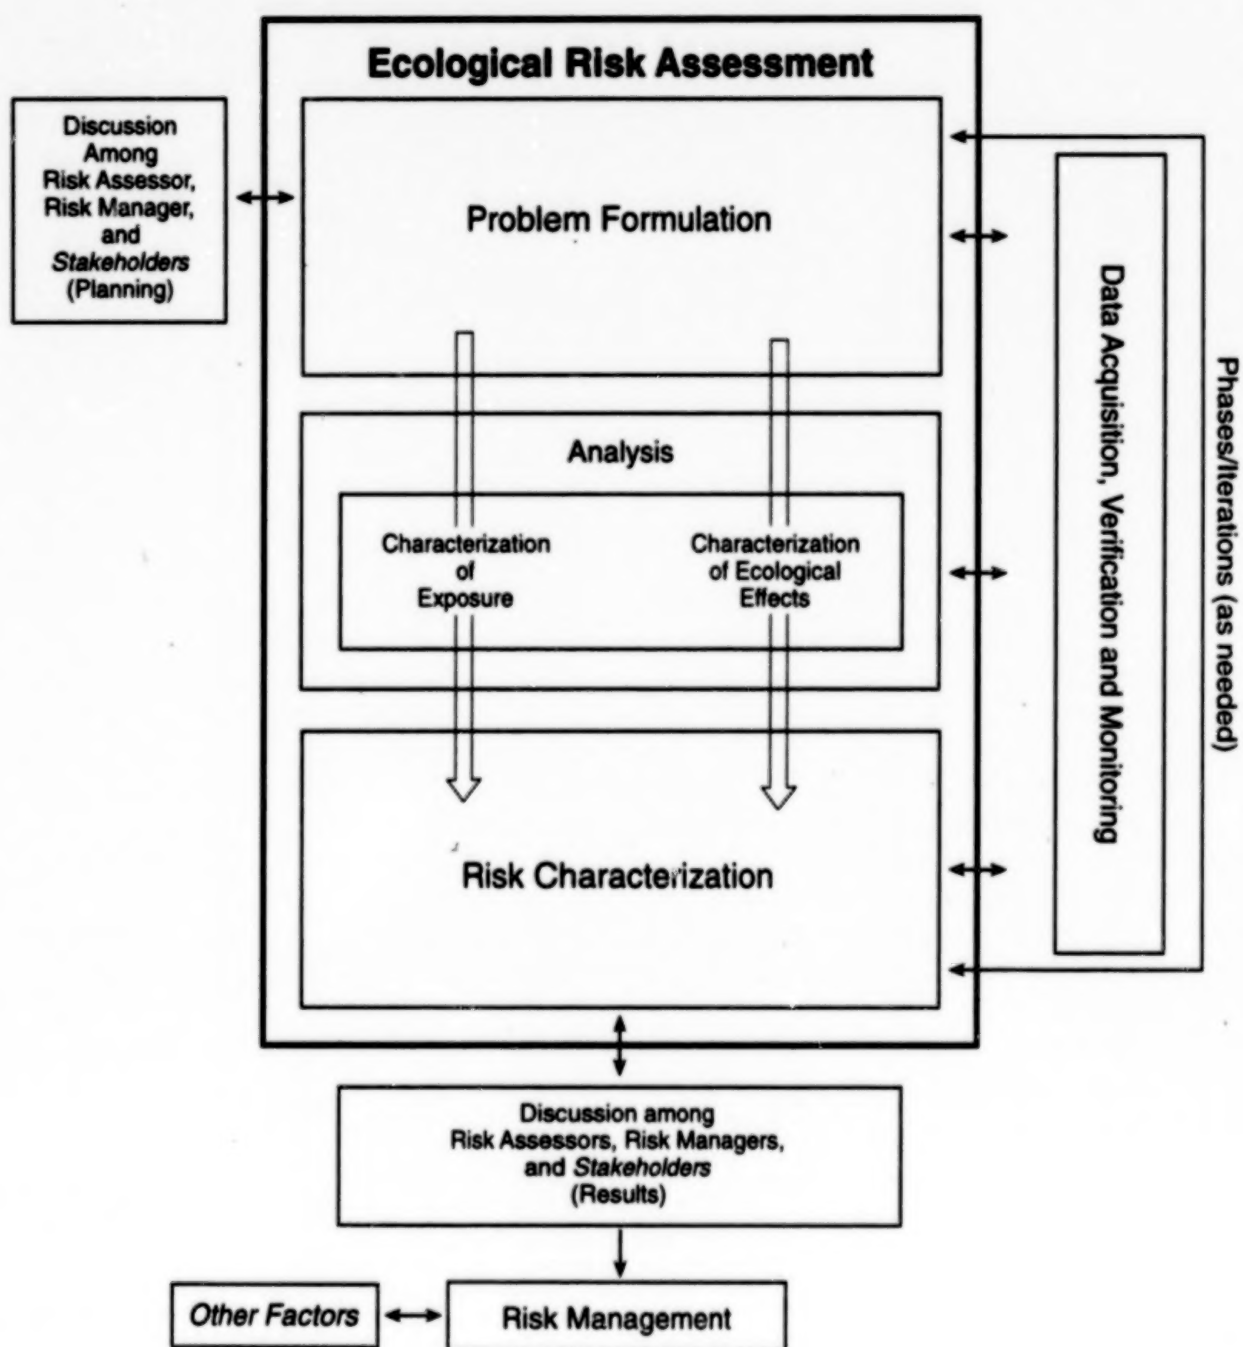 Ecological Risk Assessment
Discussion
Among
Risk Assessor,
Risk Manager,
and
Stakeholders
(Planning)
Problem Formulation
Analysis
Characterization
of
Exposure
Characterization
of Ecological
Effects
Risk Characterization
Data Acquisition, Verification and Monitoring
Phases/Iterations (as needed)
Discussion among
Risk Assessors, Risk Managers,
and Stakeholders
(Results)
Other Factors
Risk Management